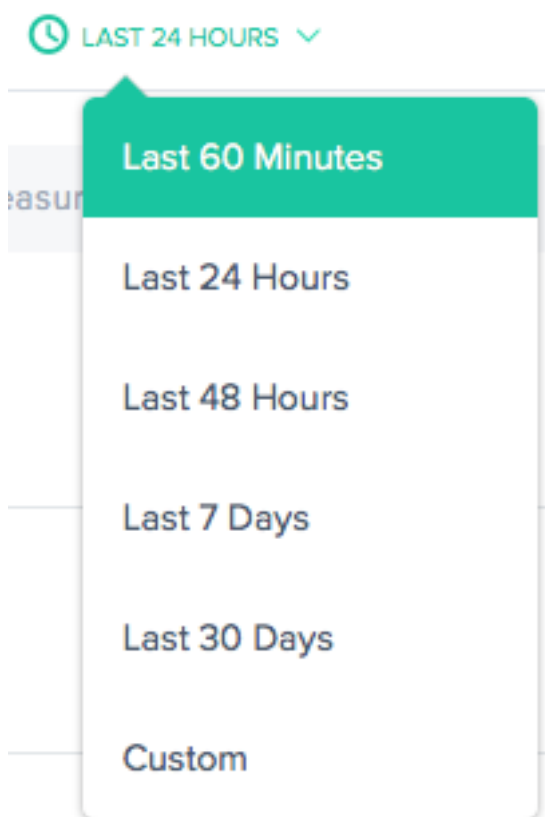 LAST 24 HOURS
Last 60 Minutes
Last 24 Hours
Last 48 Hours
Last 7 Days
Last 30 Days
Custom